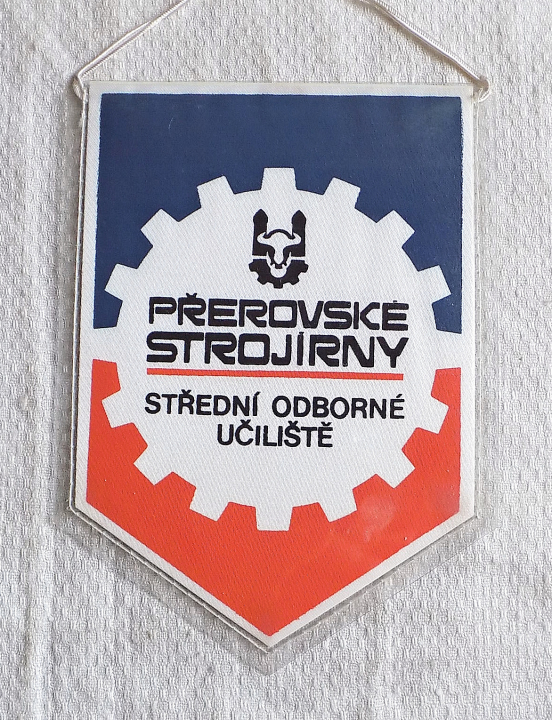 PŘEROVSKÉ
STROJÍRNY
STŘEDNÍ ODBORNÉ
UČILIŠTĚ